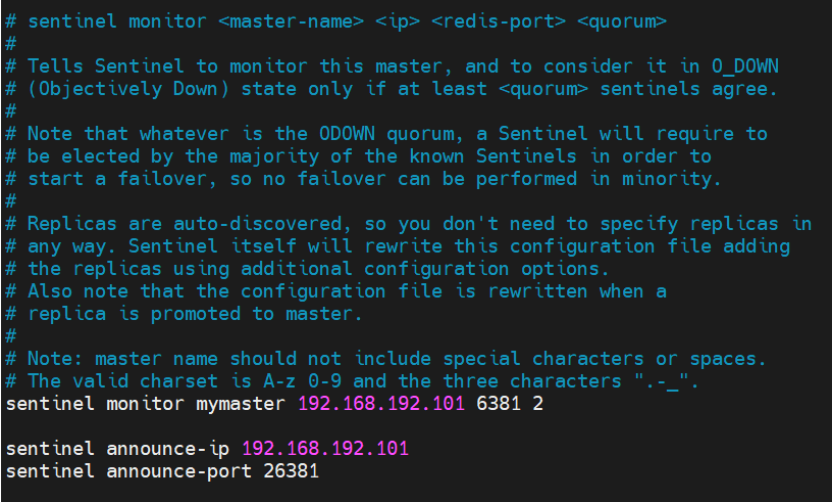 # sentinel monitor <master-name> <ip> <redis-port> <quorum>
#
# Tells Sentinel to monitor this master, and to consider it in O_DOWN
# (Objectively Down) state only if at least <quorum> sentinels agree.
#
# Note that whatever is the ODOWN quorum, a Sentinel will require to
# be elected by the majority of the known Sentinels in order to
# start a failover, so no failover can be performed in minority.
#
# Replicas are auto-discovered, so you don't need to specify replicas in
# any way. Sentinel itself will rewrite this configuration file adding
# the replicas using additional configuration options.
# Also note that the configuration file is rewritten when a
# replica is promoted to master.
#
# Note: master name should not include special characters or spaces.
# The valid charset is A-z 0-9 and the three characters ".-_".
sentinel monitor mymaster 192.168.192.101 6381 2

sentinel announce-ip 192.168.192.101
sentinel announce-port 26381